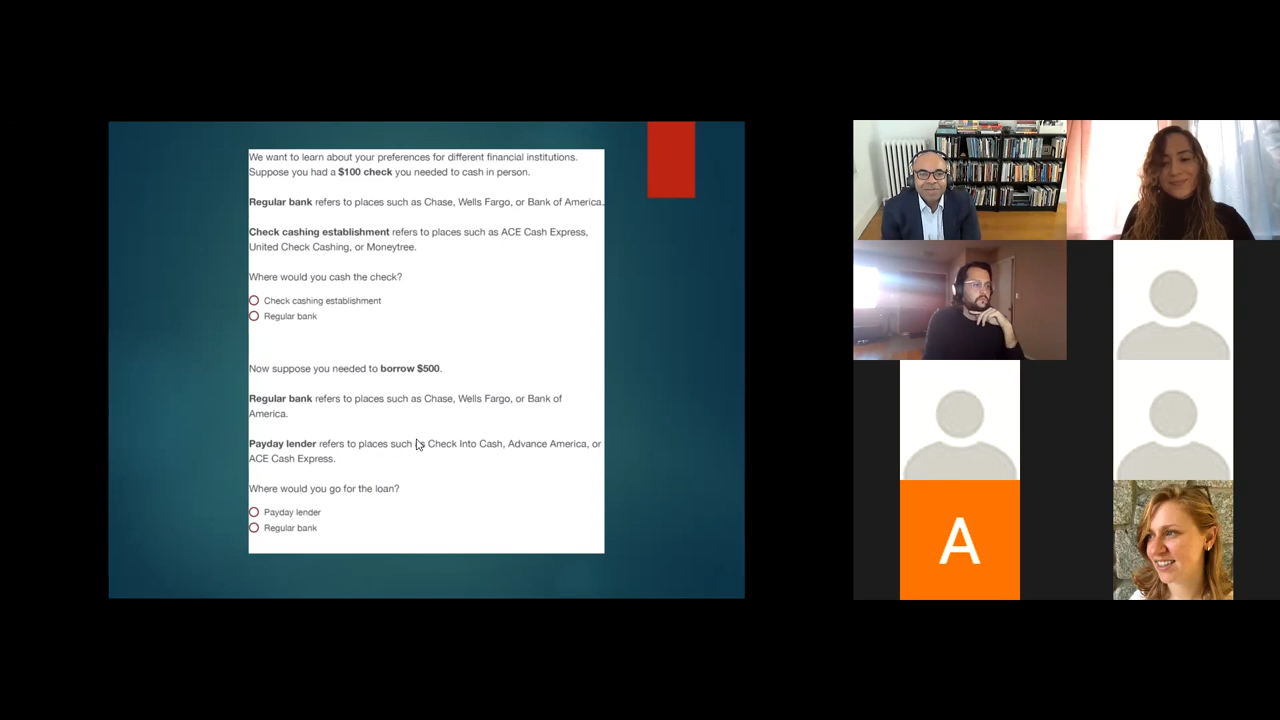 We want to learn about your preferences for different financial institutions.
Suppose you had a $100 check you needed to cash in person.
Regular bank refers to places such as Chase, Wells Fargo, or Bank of America.
Check cashing establishment refers to places such as ACE Cash Express,
United Check Cashing, or Moneytree.
Where would you cash the check?
Check cashing establishment
Regular bank
Now suppose you needed to borrow $500.
Regular bank refers to places such as Chase, Wells Fargo, or Bank of
America.
Payday lender refers to places such as Check Into Cash, Advance America, or
ACE Cash Express.
Where would you go for the loan?
Payday lender
Regular bank
A